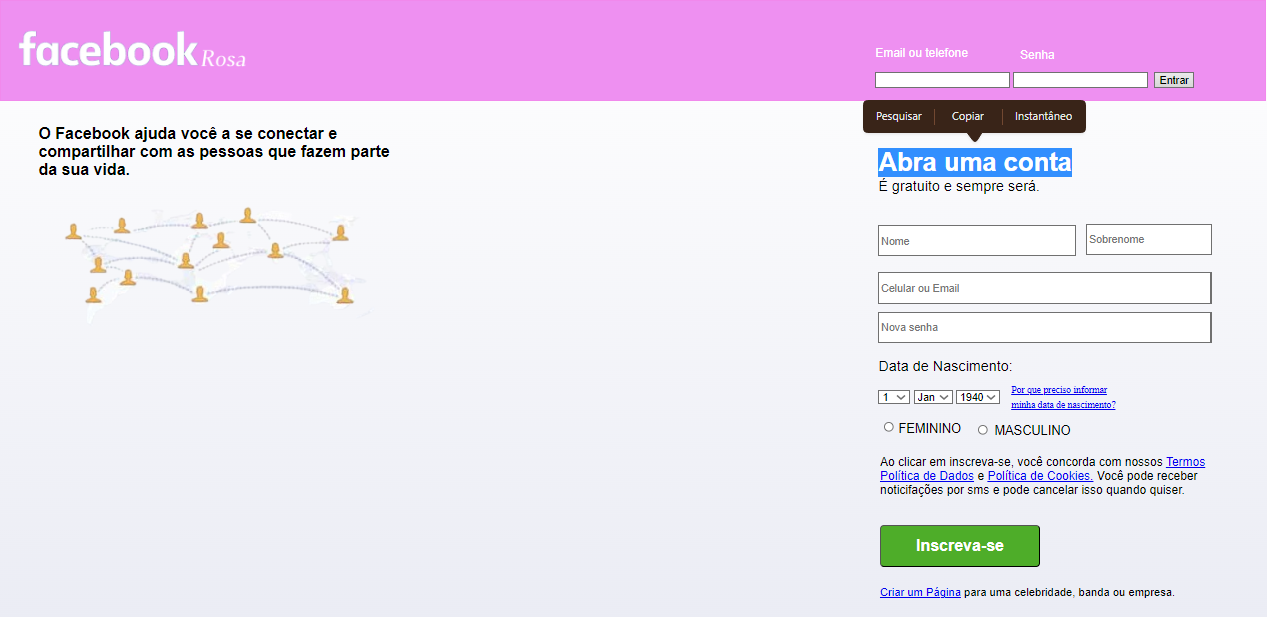 facebook Rosa
Email ou telefone Senha
Entrar
Pesquisar Copiar Instantâneo
O Facebook ajuda você a se conectar e
compartilhar com as pessoas que fazem parte
da sua vida.
Abra uma conta
É gratuito e sempre será.
Nome Sobrenome
Celular ou Email
Nova senha
Data de Nascimento:
1 Jan 1940 Por que preciso informar
minha data de nascimento?
FEMININO MASCULINO
Ao clicar em inscreva-se, você concorda com nossos Termos
Política de Dados e Política de Cookies. Você pode receber
noticifações por sms e pode cancelar isso quando quiser.
Inscreva-se
Criar um Página para uma celebridade, banda ou empresa.